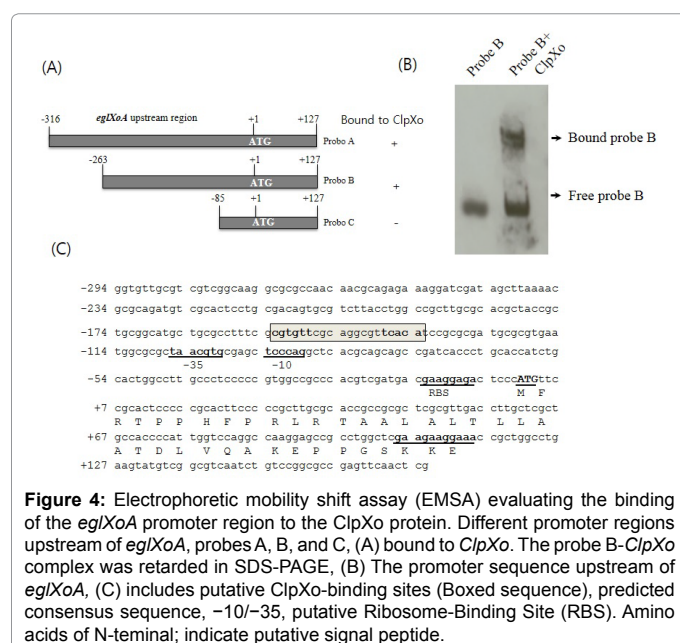 (A)
(B)
Probe B
Probe B+
ClpXo
-316 eglXoA upstream region +1 +127 Bound to ClpXo
ATG Probo A +
-263 +1 +127
ATG Probo B +
-85 +1 +127
ATG Probo C -
Bound probe B
Free probe B
(C)
-294 ggtgttgcgt cgtcggcaag gcgcgccaac aacgcagaga aaggatcgat agcttaaaac
-234 gcgcagatgt cgcactcctg cgacagtgcg tcttacctgg ccgcttgcgc acgctaccgc
-174 tgcggcatgc tgcgcctttc gcgtgttcgc aggcgttcac atccgcgcga tgcgcgtgaa
-114 tggcgcgcta acgtgcgagc tcccaggctc acgcagcagc cgatcaccct gcaccatctg
-35 -10
-54 cactggcctt gccctccccc gtggccgccc acagtcgatga cgaaggaga ctcccATGttc
RBS M F
+7 cgcactcccc cgcacttccc ccgcttgcgc accgccgcgc tcgcgttgac cttgctcgct
R T P P H F P R L R T A A L A L T L L A
+67 gccacccatt tggtccaggc caaggagccg cctggctcga agaaggaaac cgctggcctg
A T D L V Q A K E P P G S K K E
+127 aagtatgtcg gcgtcaatct gtccggcgcc gagttcaact cg
Figure 4: Electrophoretic mobility shift assay (EMSA) evaluating the binding
of the eglXoA promoter region to the ClpXo protein. Different promoter regions
upstream of eglXoA, probes A, B, and C, (A) bound to ClpXo. The probe B-ClpXo
complex was retarded in SDS-PAGE, (B) The promoter sequence upstream of
eglXoA, (C) includes putative ClpXo-binding sites (Boxed sequence), predicted
consensus sequence, −10/−35, putative Ribosome-Binding Site (RBS). Amino
acids of N-teminal; indicate putative signal peptide.